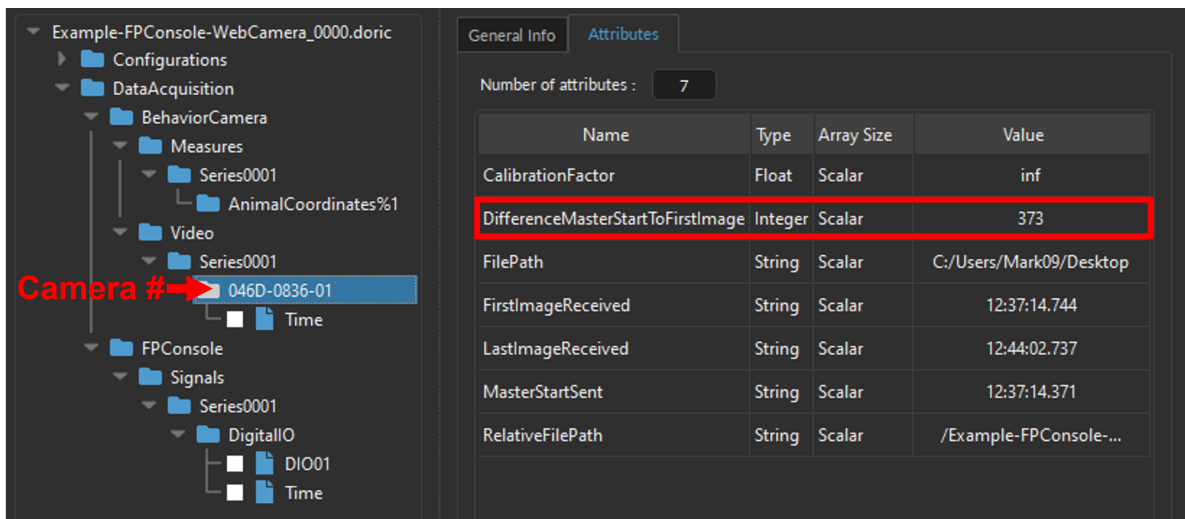 Example-FPConsole-WebCamera_0000.doric
Configurations
DataAcquisition
BehaviorCamera
Measures
Series0001
AnimalCoordinates%1
Video
Series0001
Camera # 046D-0836-01
Time
FPConsole
Signals
Series0001
DigitalIO
DIO01
Time
General Info Attributes
Number of attributes : 7
Name Type Array Size Value
CalibrationFactor Float Scalar inf
DifferenceMasterStartToFirstImage Integer Scalar 373
FilePath String Scalar C:/Users/Mark09/Desktop
FirstImageReceived String Scalar 12:37:14.744
LastImageReceived String Scalar 12:44:02.737
MasterStartSent String Scalar 12:37:14.371
RelativeFilePath String Scalar /Example-FPConsole-...